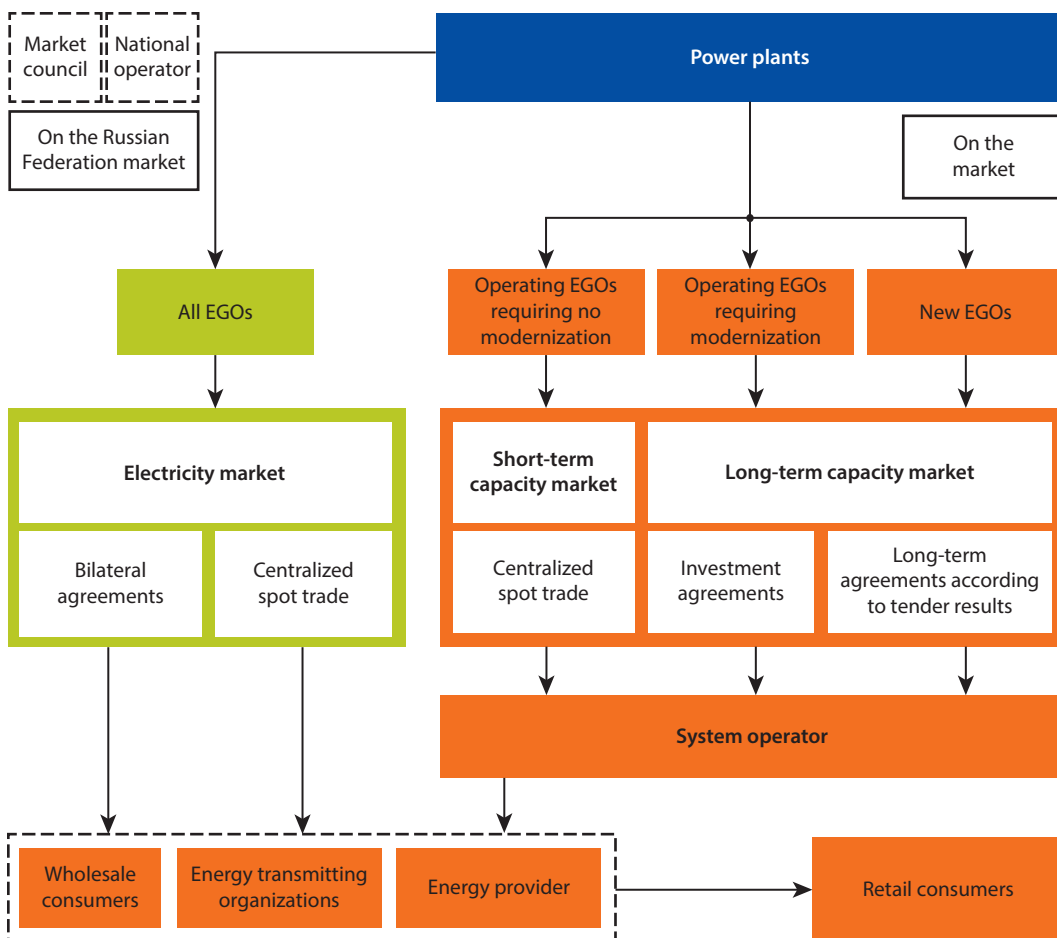 Market
council
National
operator
Power plants
On the Russian
Federation market
On the
market
All EGOs
Operating EGOs
requiring no
modernization
Operating EGOs
requiring
modernization
New EGOs
Electricity market
Short-term
capacity market
Long-term capacity market
Bilateral
agreements
Centralized
spot trade
Centralized
spot trade
Investment
agreements
Long-term
agreements according
to tender results
System operator
Wholesale
consumers
Energy transmitting
organizations
Energy provider
Retail consumers